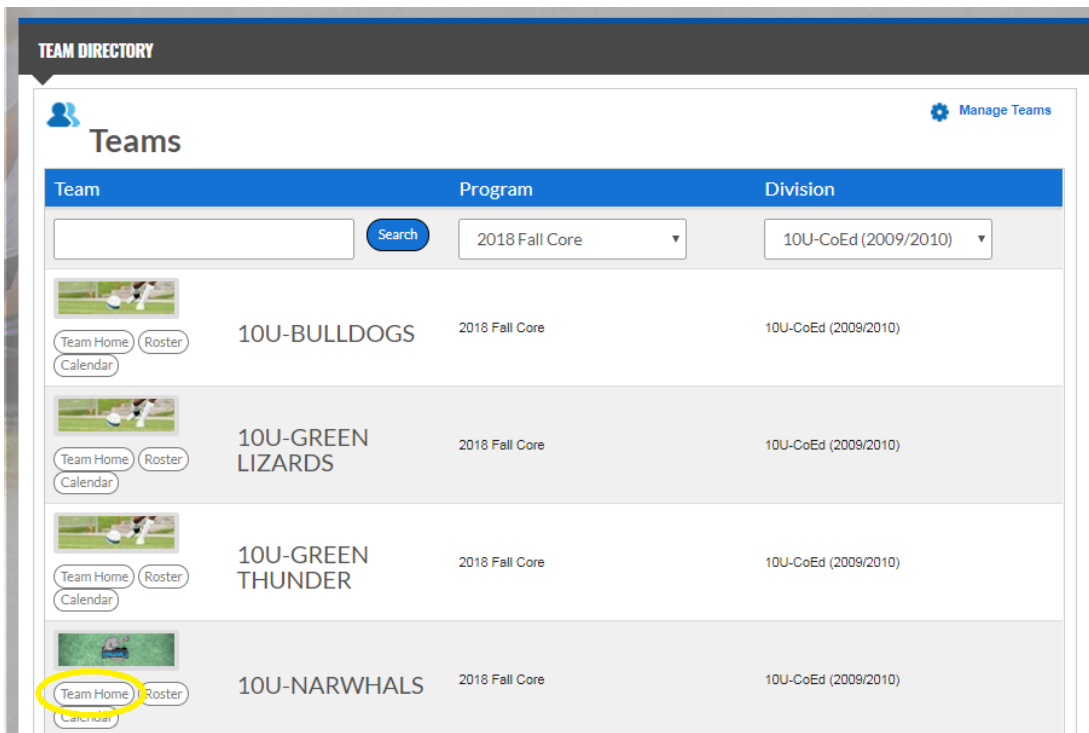 TEAM DIRECTORY
Manage Teams
Teams
Team Program Division
Search 2018 Fall Core 10U-CoEd (2009/2010)
Team Home Roster
Calendar
10U-BULLDOGS
2018 Fall Core
10U-CoEd (2009/2010)
Team Home Roster
Calendar
10U-GREEN
LIZARDS
2018 Fall Core
10U-CoEd (2009/2010)
Team Home Roster
Calendar
10U-GREEN
THUNDER
2018 Fall Core
10U-CoEd (2009/2010)
Team Home Roster
Calendar
10U-NARWHALS
2018 Fall Core
10U-CoEd (2009/2010)